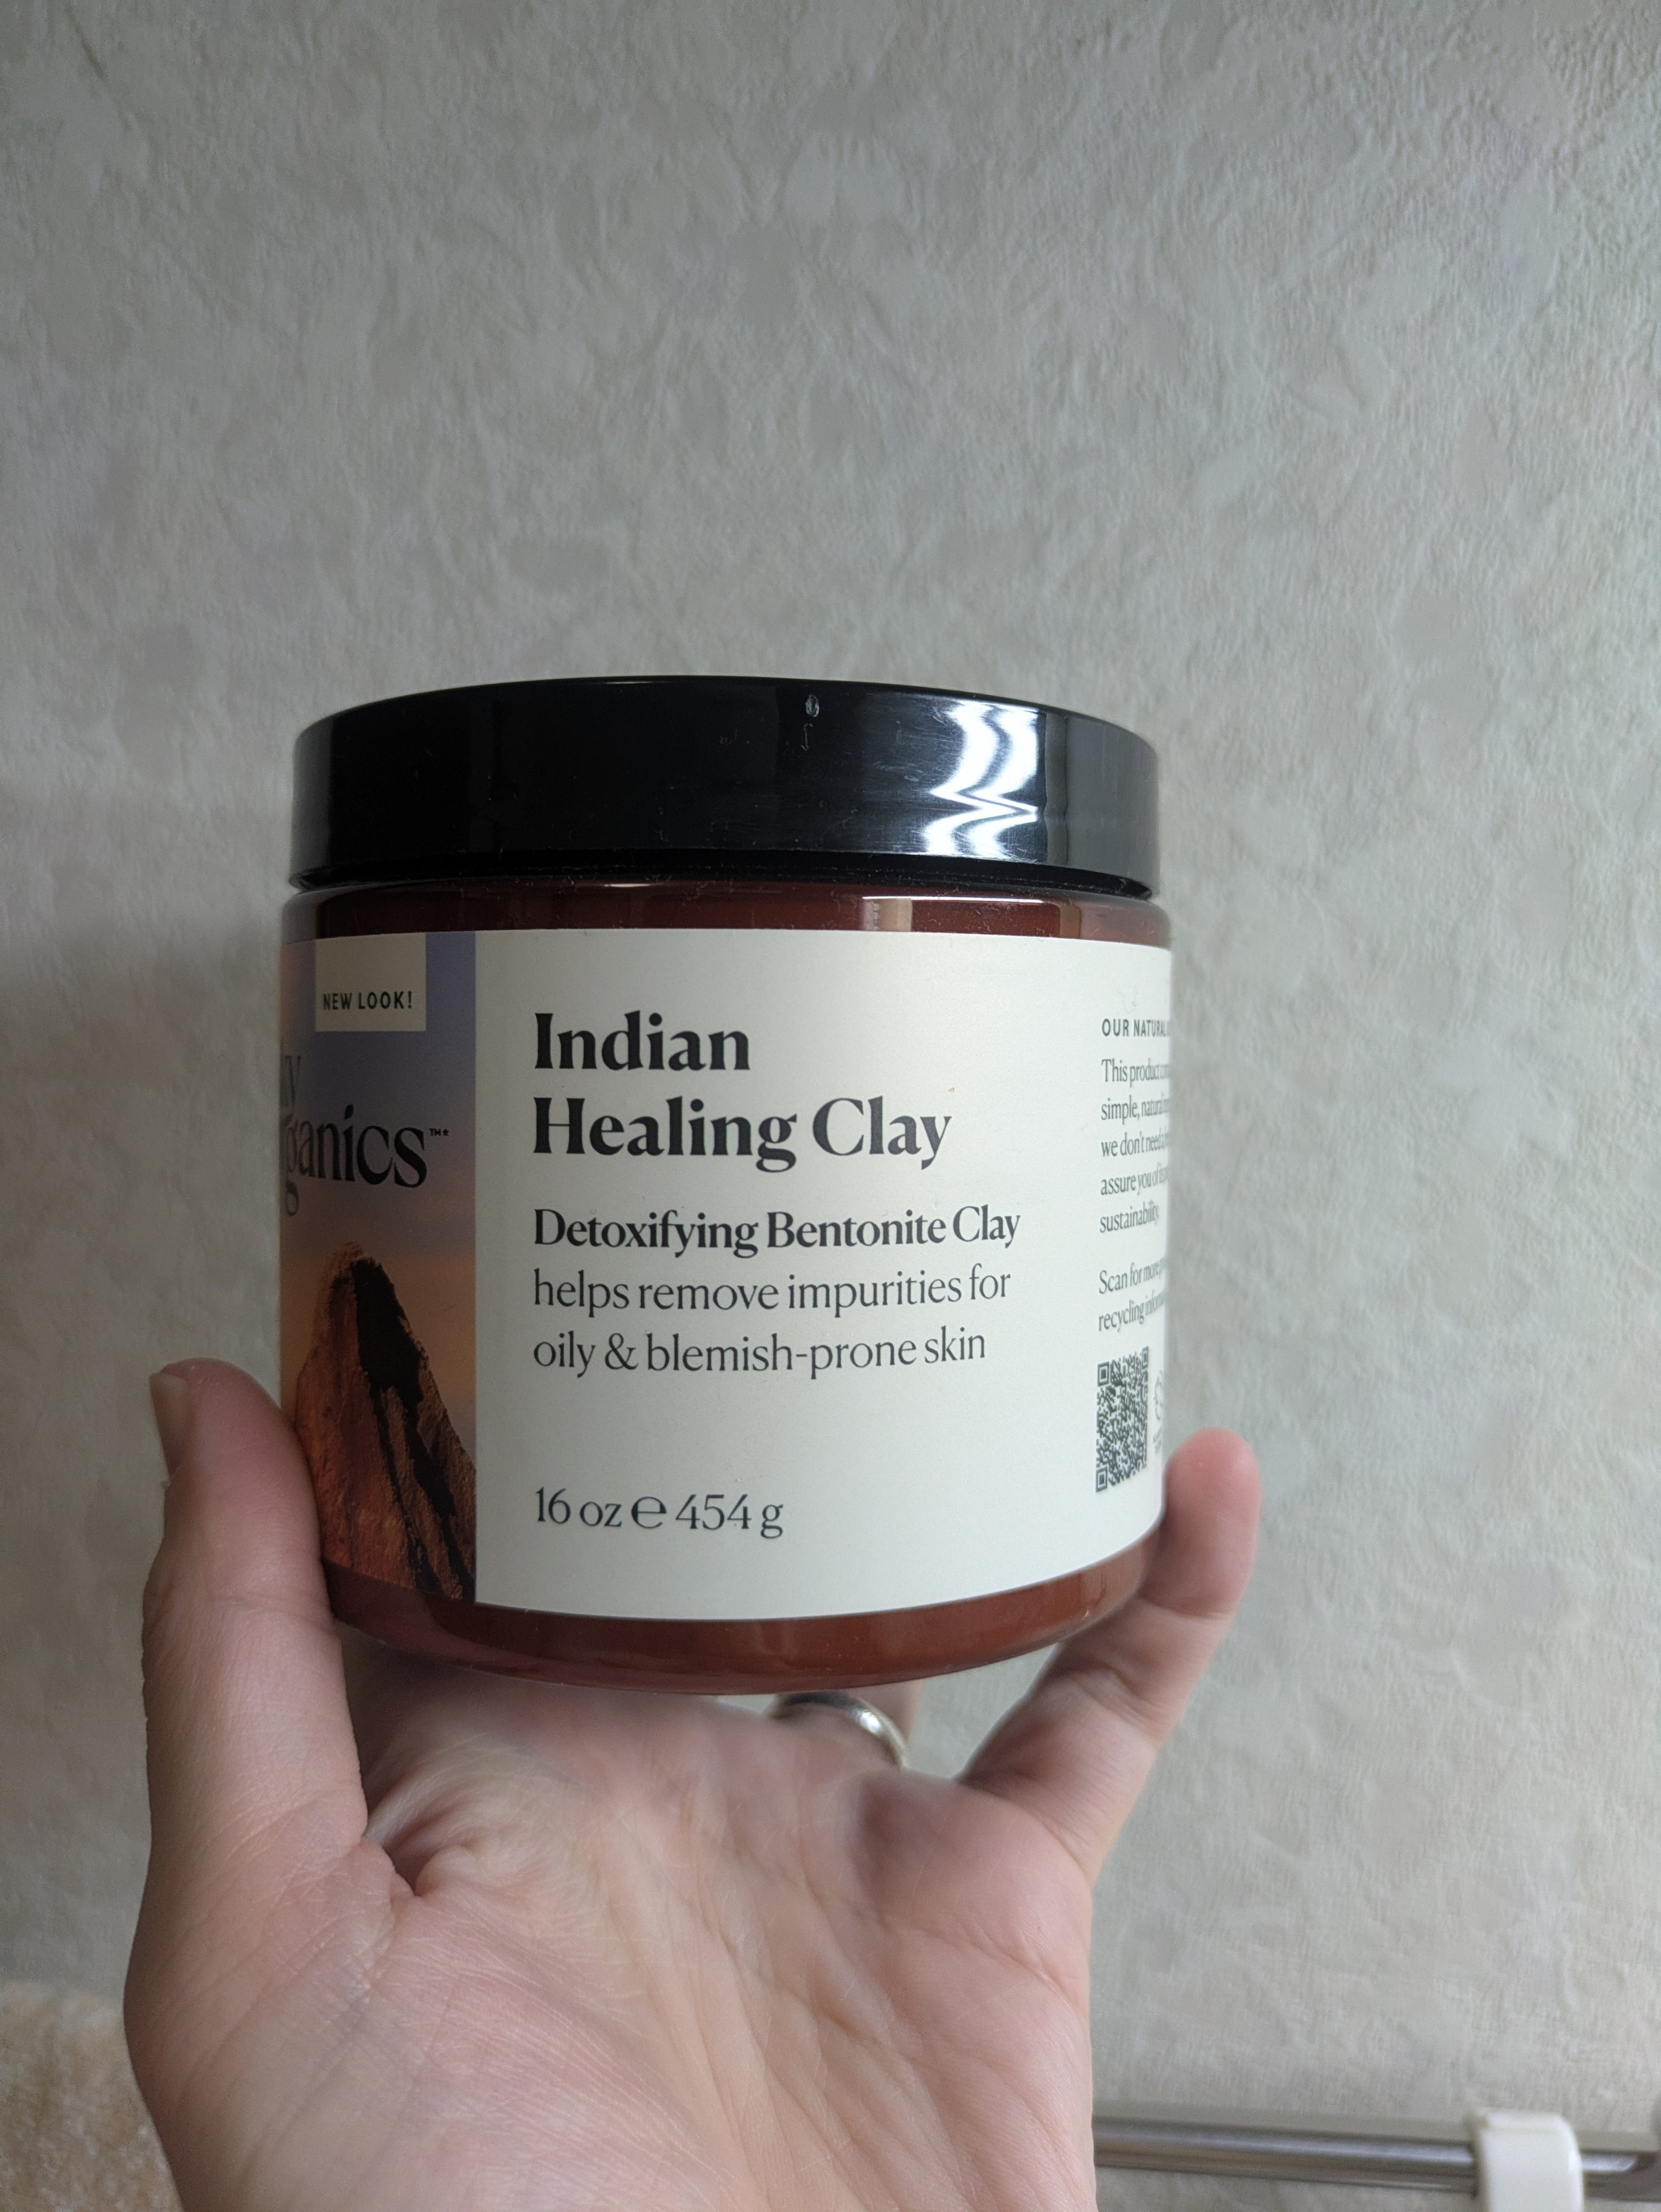 NEW LOOK!
ganics™*
Indian
Healing Clay
Detoxifying Bentonite Clay
helps remove impurities for
oily & blemish-prone skin
16 oz ℮ 454 g
OUR NATURAL
This product
simple, natural
we don't need
assure you of
sustainability.
Scan for more
recycling